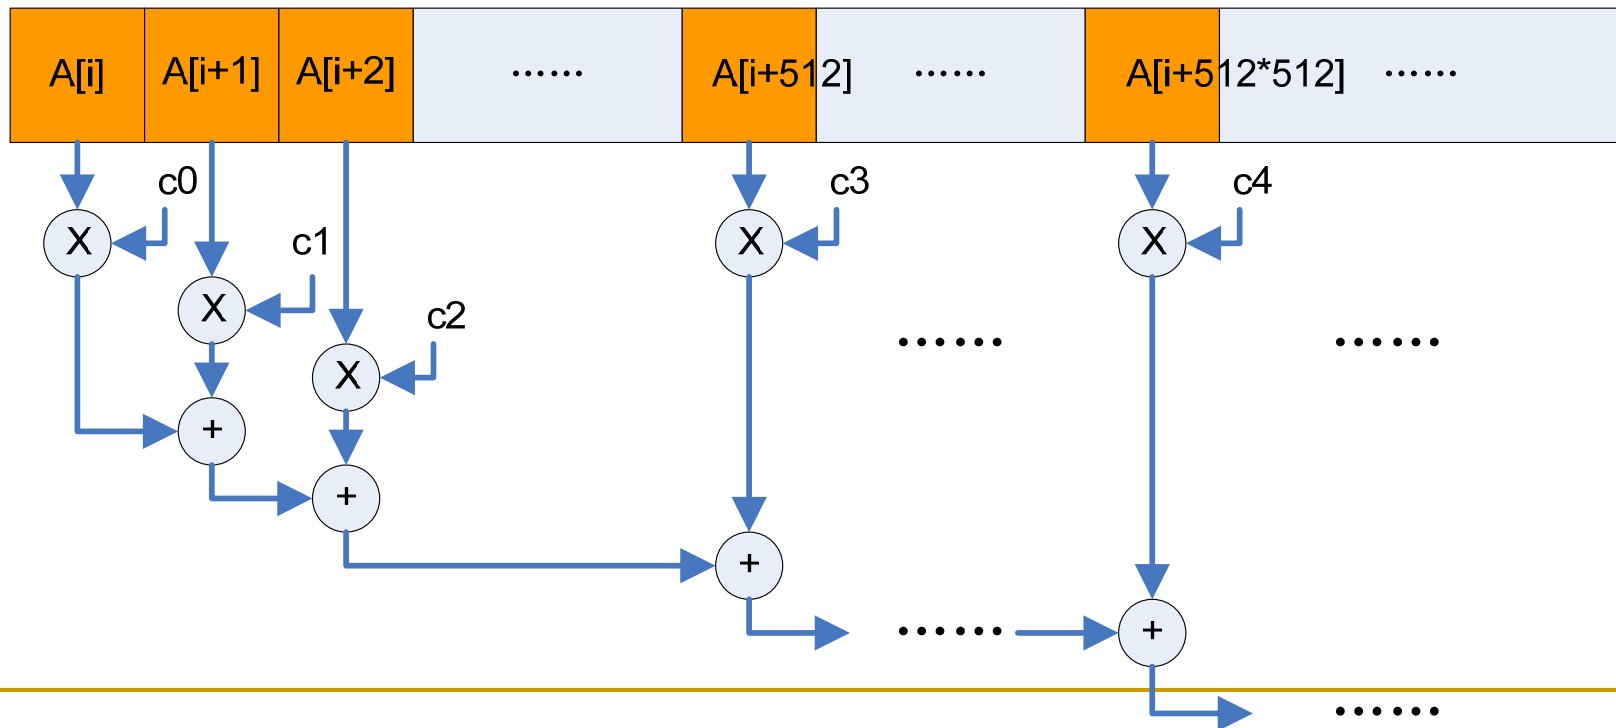 A[i] A[i+1] A[i+2] ...... A[i+512] ...... A[i+512*512] ......
c0 c3 c4
X X X
c1
X
c2
...... ......
X
+
+
+
...... +
......